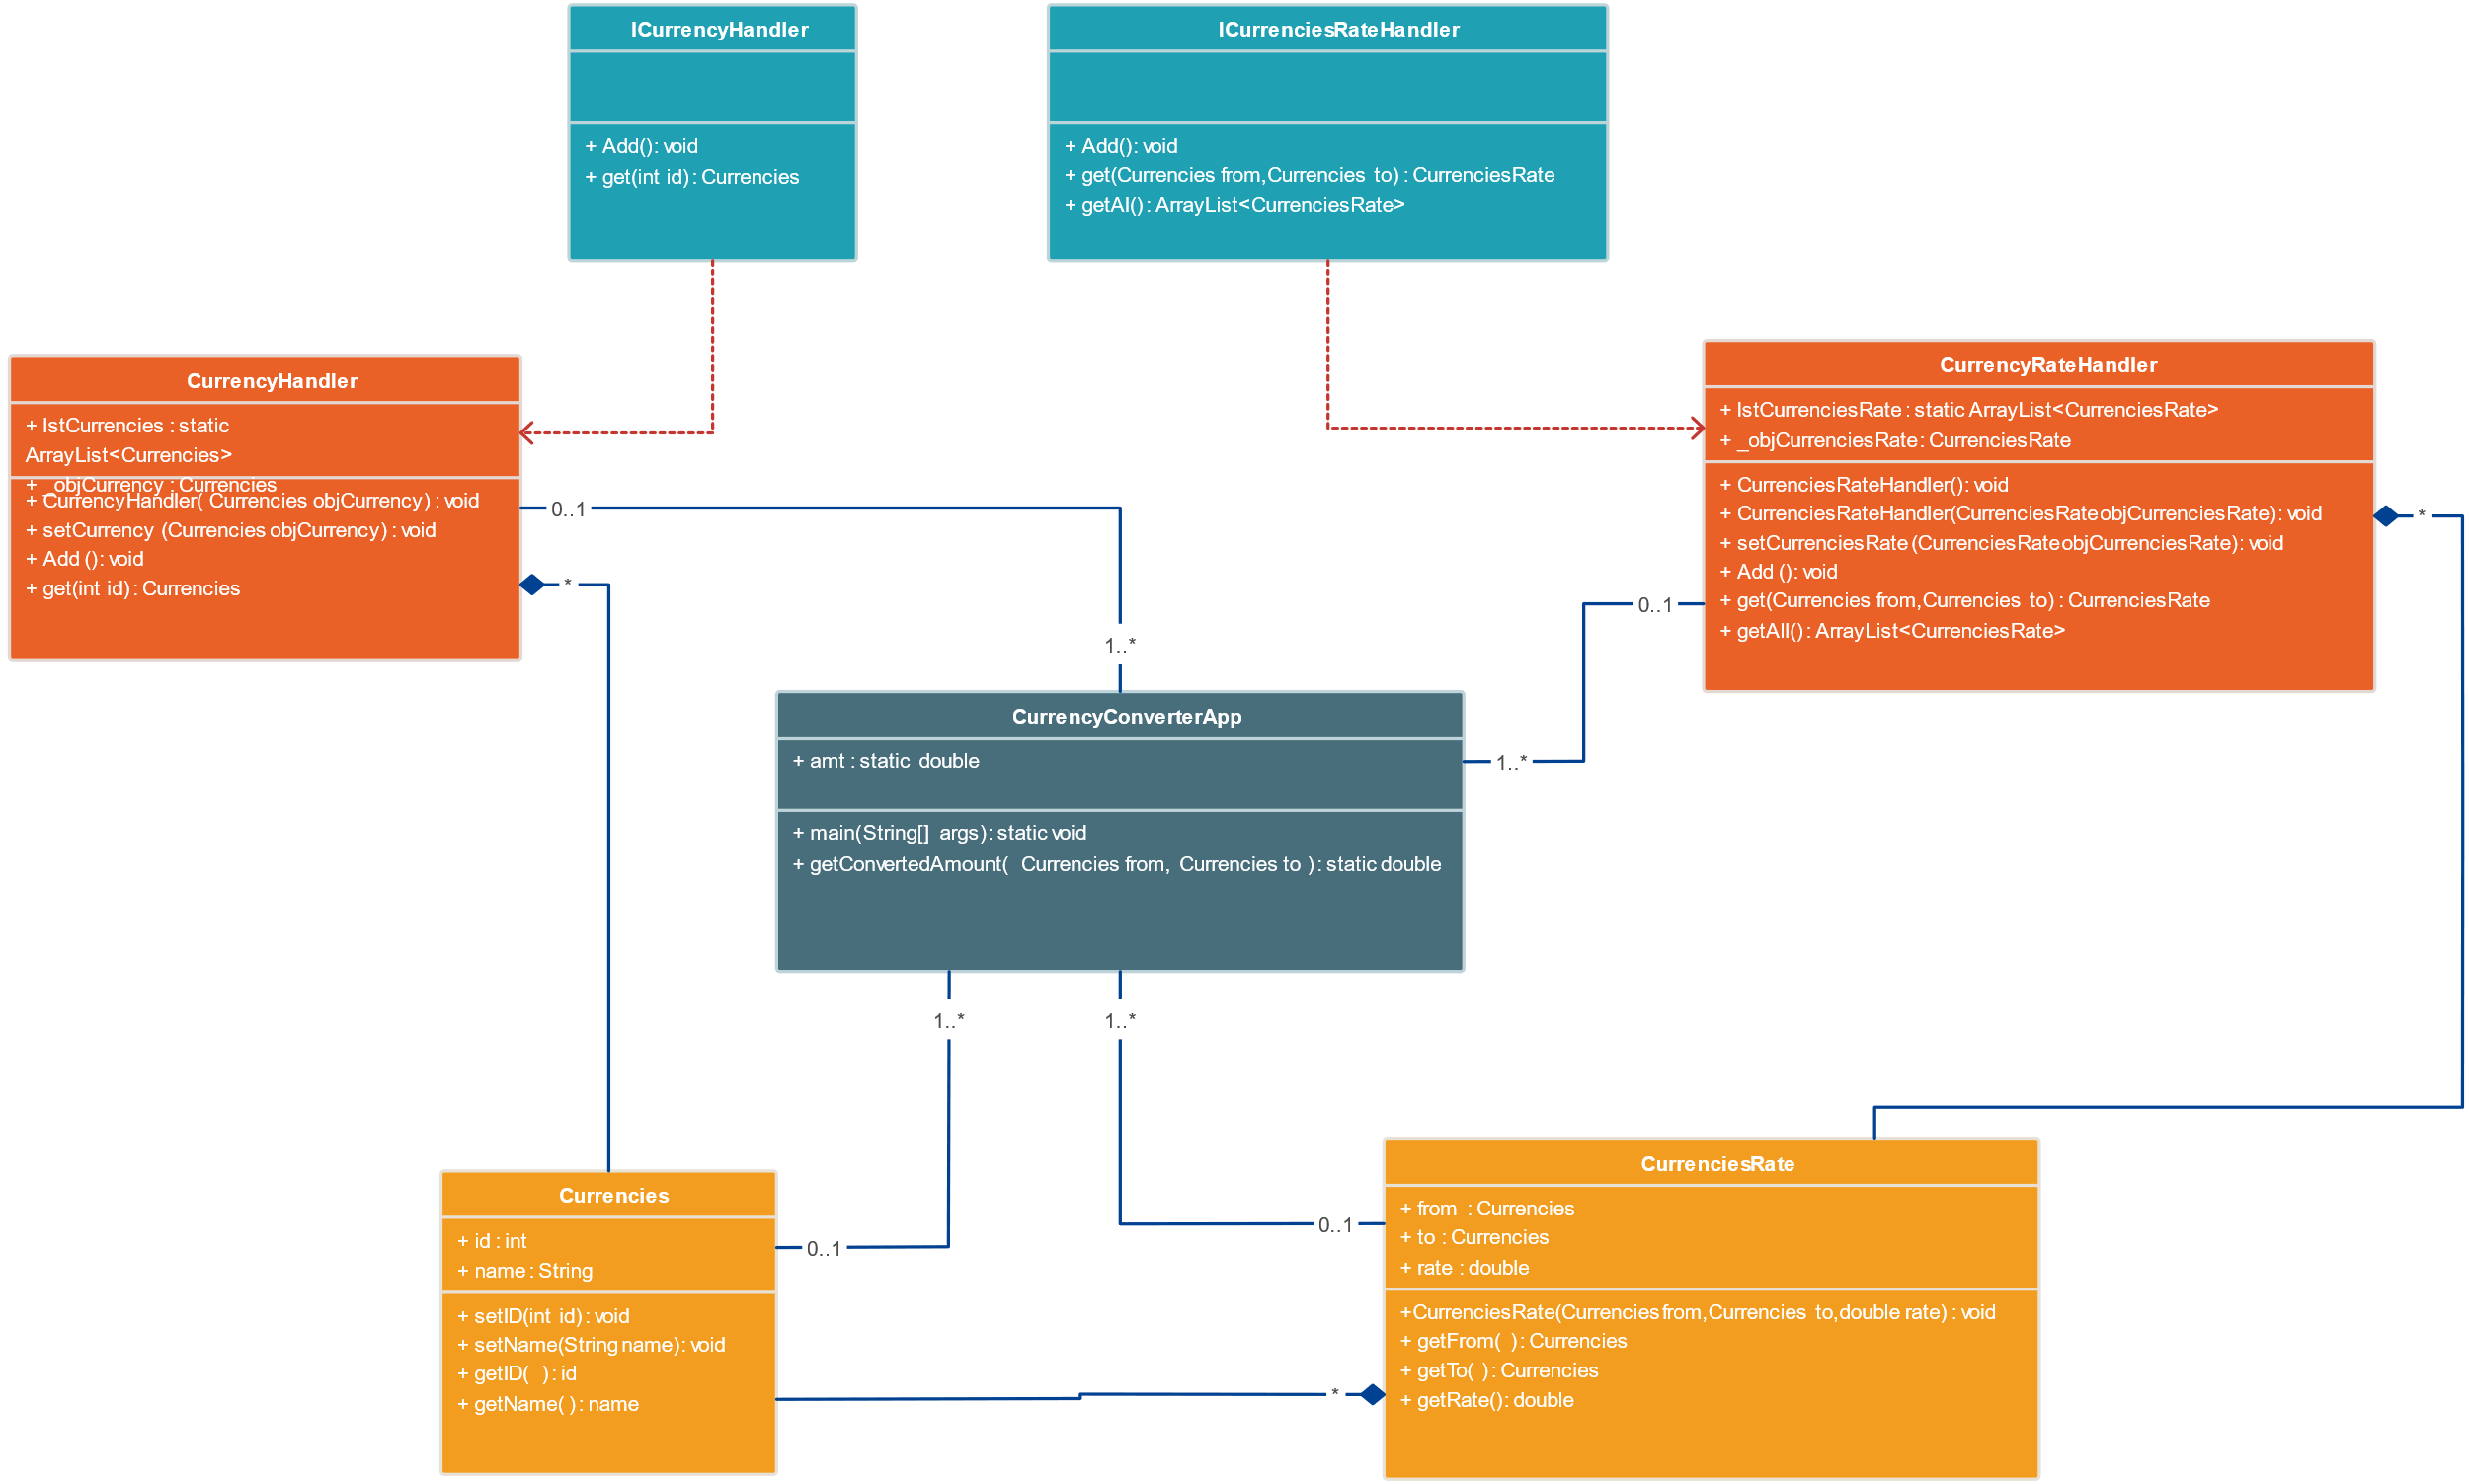 ICurrencyHandler
+ Add(): void
+ get(int id): Currencies
ICurrenciesRateHandler
+ Add(): void
+ get(Currencies from,Currencies to) : CurrenciesRate
+ getAl(): ArrayList<CurrenciesRate>
CurrencyHandler
+ lstCurrencies : static
ArrayList<Currencies>
+ _objCurrency : Currencies
+ CurrencyHandler( Currencies objCurrency) : void
+ setCurrency (Currencies objCurrency) : void
+ Add (): void
+ get(int id): Currencies
CurrencyRateHandler
+ lstCurrenciesRate : static ArrayList<CurrenciesRate>
+ _objCurrenciesRate: CurrenciesRate
+ CurrenciesRateHandler(): void
+ CurrenciesRateHandler(CurrenciesRate objCurrenciesRate): void
+ setCurrenciesRate (CurrenciesRate objCurrenciesRate): void
+ Add (): void
+ get(Currencies from,Currencies to) : CurrenciesRate
+ getAll(): ArrayList<CurrenciesRate>
0..1
*
*
0..1
1..*
CurrencyConverterApp
+ amt : static double
+ main(String[] args): static void
+ getConvertedAmount( Currencies from, Currencies to ): static double
1..*
1..*
1..*
0..1
0..1
*
Currencies
+ id : int
+ name : String
+ setID(int id): void
+ setName(String name): void
+ getID( ): id
+ getName( ): name
CurrenciesRate
+ from : Currencies
+ to : Currencies
+ rate : double
+CurrenciesRate(Currencies from,Currencies to,double rate) : void
+ getFrom( ): Currencies
+ getTo( ): Currencies
+ getRate(): double